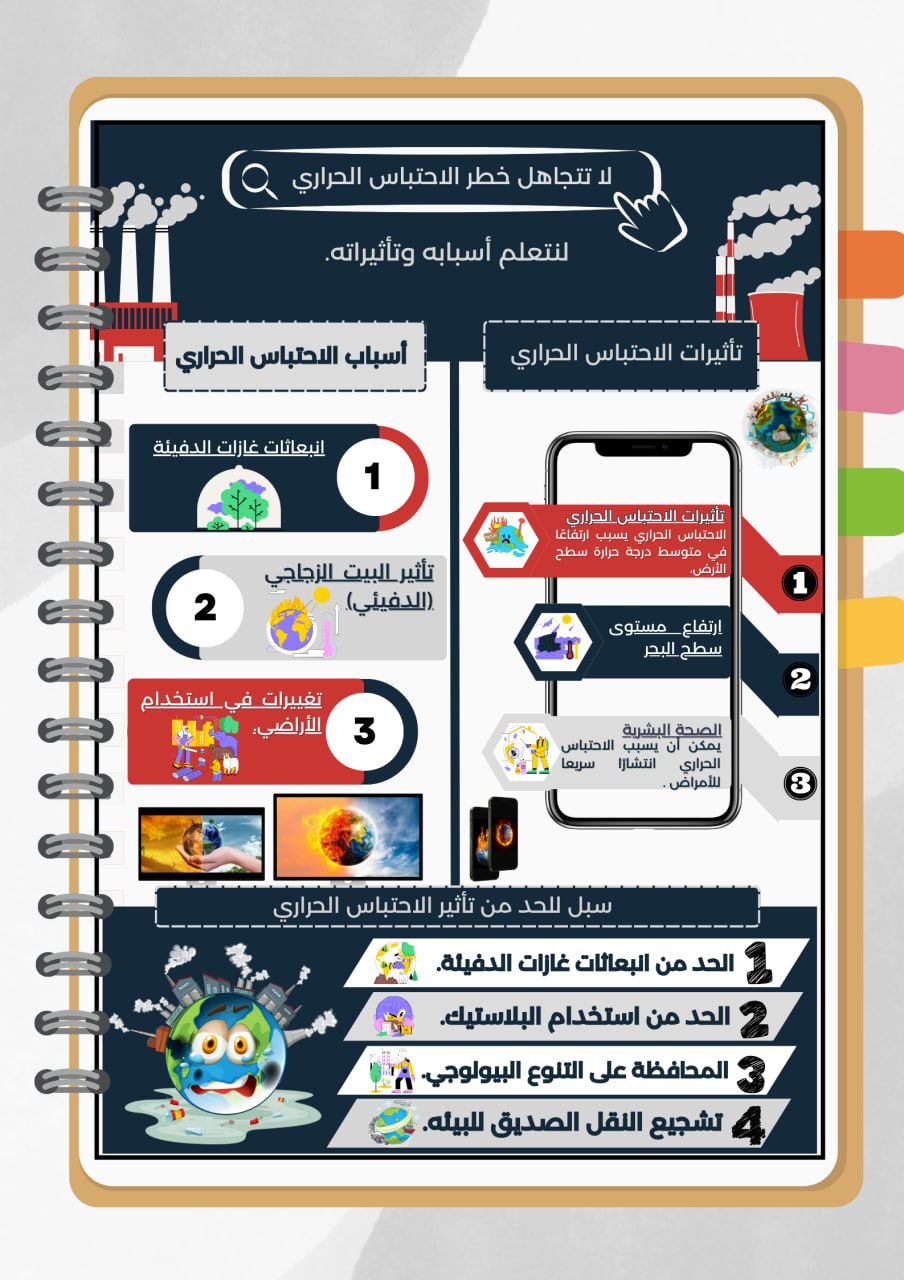 لا تتجاهل خطر الاحتباس الحراري
لنتعلم أسبابه وتأثيراته.
تأثيرات الاحتباس الحراري
تأثيرات الاحتباس الحراري
الاحتباس الحراري يسبب ارتفاعًا
في متوسط درجة حرارة سطح
الأرض.
1
ارتفاع مستوى
سطح البحر
2
الصحة البشرية
يمكن أن يسبب الاحتباس
الحراري انتشارًا سريعا
للأمراض .
3
أسباب الاحتباس الحراري
1
انبعاثات غازات الدفيئة
تأثير البيت الزجاجي
(الدفيئي).
2
تغييرات في استخدام
الأراضي.
3
سبل للحد من تأثير الاحتباس الحراري
1 الحد من انبعاثات غازات الدفيئة.
2 الحد من استخدام البلاستيك.
3 المحافظة على التنوع البيولوجي.
4 تشجيع النقل الصديق للبيئه.